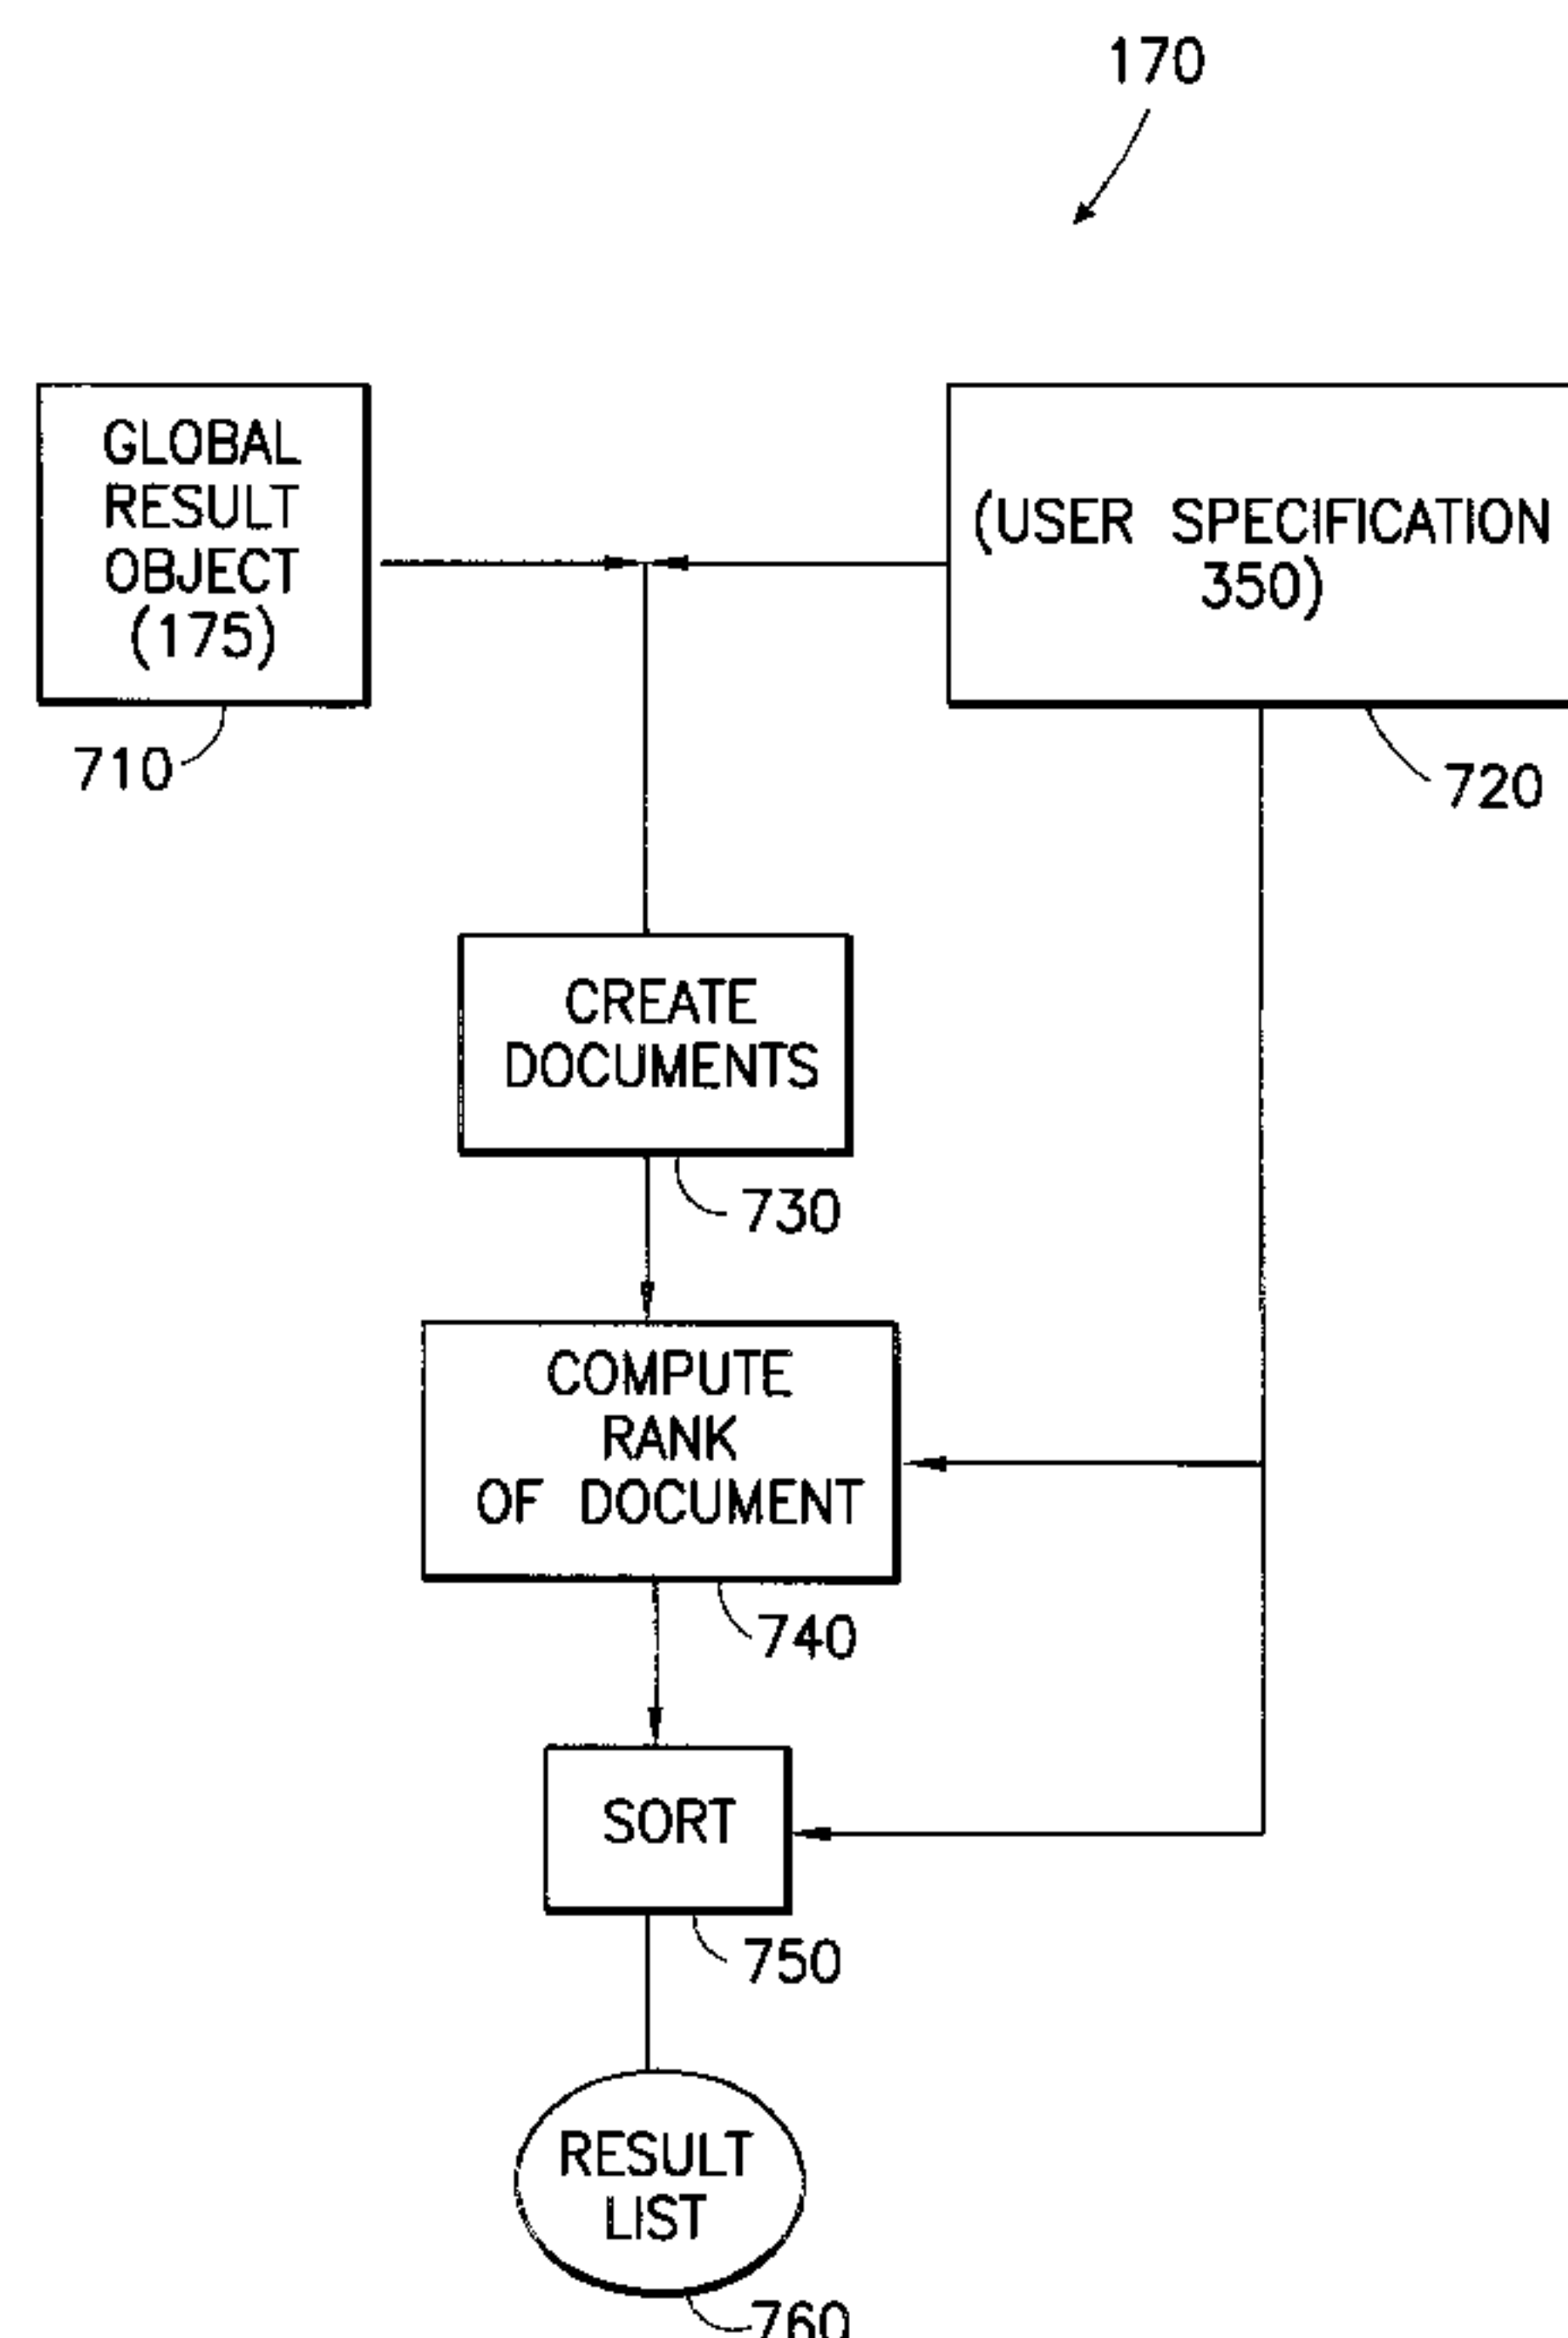 170
GLOBAL
RESULT
OBJECT
(175)
710
(USER SPECIFICATION
350)
720
CREATE
DOCUMENTS
730
COMPUTE
RANK
OF DOCUMENT
740
SORT
750
RESULT
LIST
760